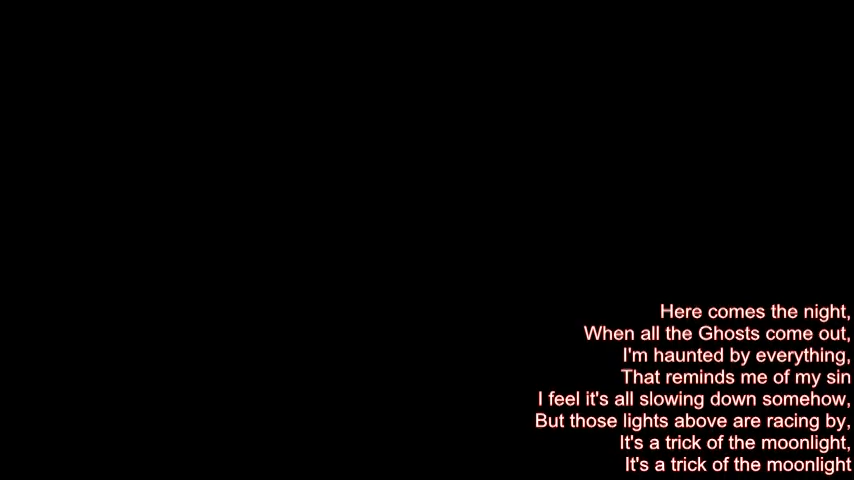 Here comes the night,
When all the Ghosts come out,
I'm haunted by everything,
That reminds me of my sin
I feel it's all slowing down somehow,
But those lights above are racing by,
It's a trick of the moonlight,
It's a trick of the moonlight